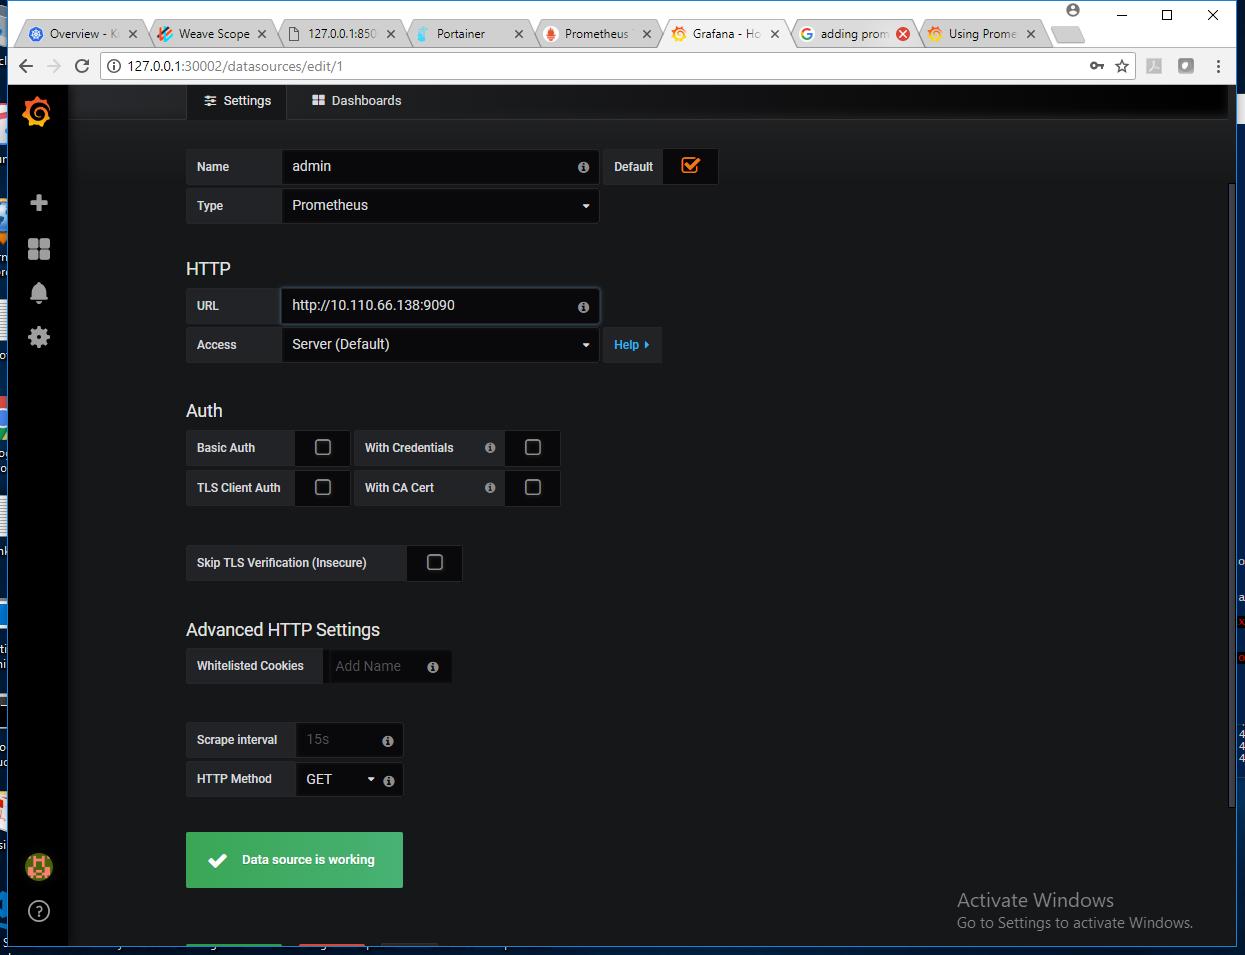 Overview - K
Weave Scope
127.0.0.1:850
Portainer
Prometheus
Grafana - Ho
adding prom
Using Prome
127.0.0.1:30002/datasources/edit/1
Settings
Dashboards
Name
admin
Default
Type
Prometheus
HTTP
URL
http://10.110.66.138:9090
Access
Server (Default)
Help
Auth
Basic Auth
With Credentials
TLS Client Auth
With CA Cert
Skip TLS Verification (Insecure)
Advanced HTTP Settings
Whitelisted Cookies
Add Name
Scrape interval
15s
HTTP Method
GET
Data source is working
Activate Windows
Go to Settings to activate Windows.